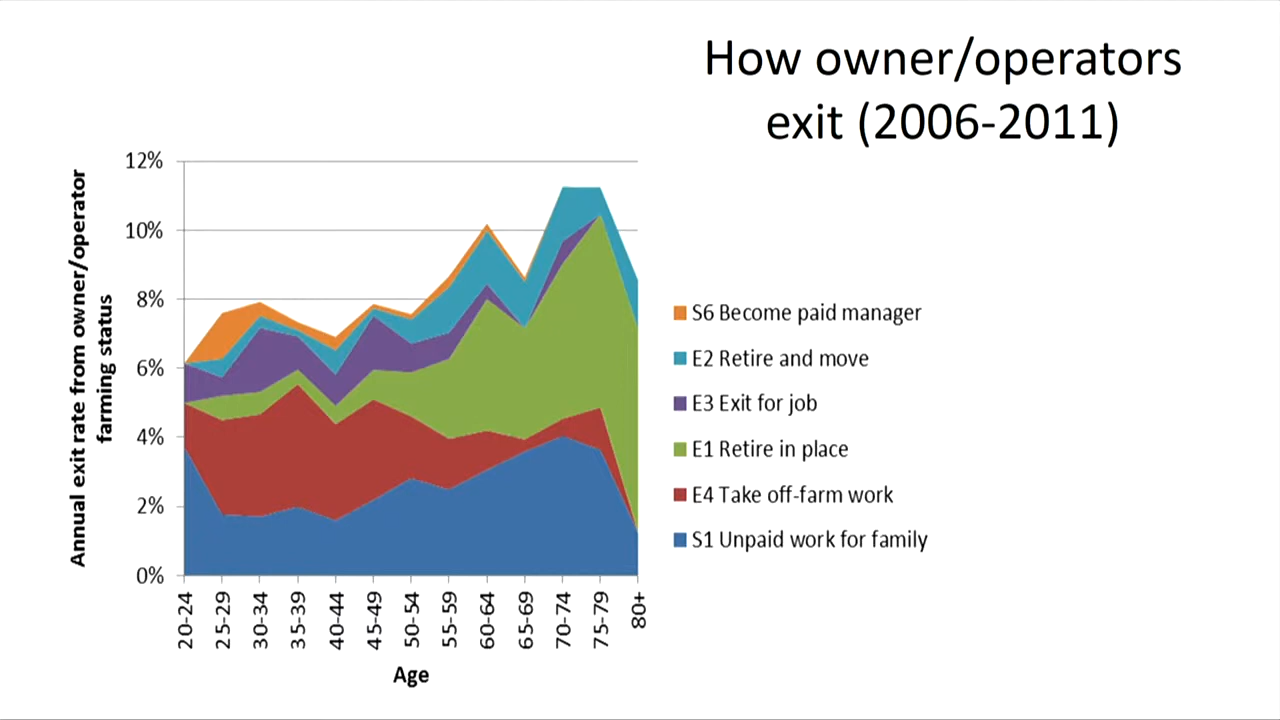 How owner/operators
exit (2006-2011)
Annual exit rate from owner/operator
farming status
12%
10%
8%
6%
4%
2%
0%
20-24
25-29
30-34
35-39
40-44
45-49
50-54
55-59
60-64
65-69
70-74
75-79
80+
Age
S6 Become paid manager
E2 Retire and move
E3 Exit for job
E1 Retire in place
E4 Take off-farm work
S1 Unpaid work for family